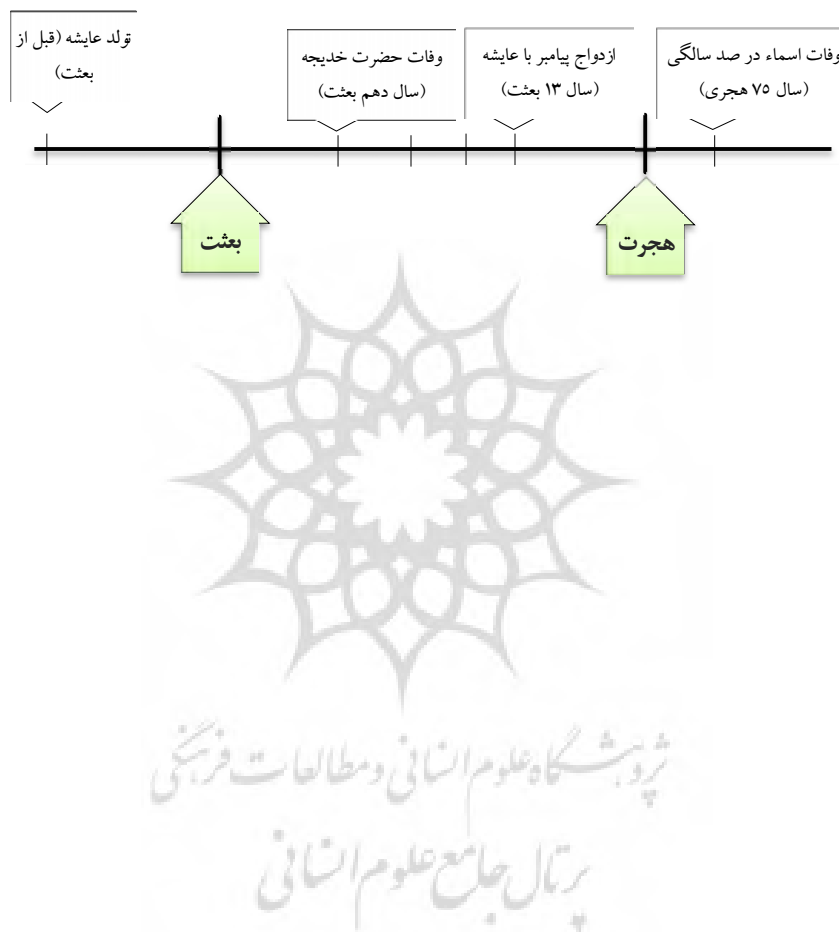 تولد عایشه (قبل از
بعثت)
وفات حضرت خدیجه
(سال دهم بعثت)
ازدواج پیامبر با عایشه
(سال ۱۳ بعثت)
وفات اسماء در صد سالگی
(سال ۷۵ هجری)
بعثت
هجرت
پژوهشگاه علوم انسانی و مطالعات فرهنگی
پرتال جامع علوم انسانی